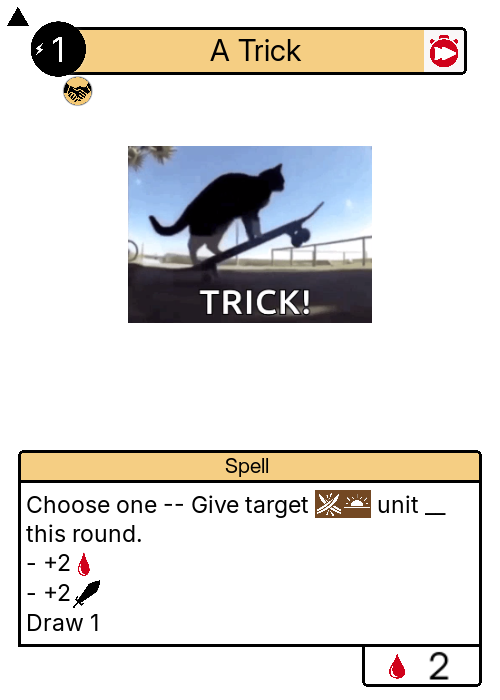 1
A Trick
TRICK!
Spell
Choose one -- Give target unit __
this round.
- +2
- +2
Draw 1
2